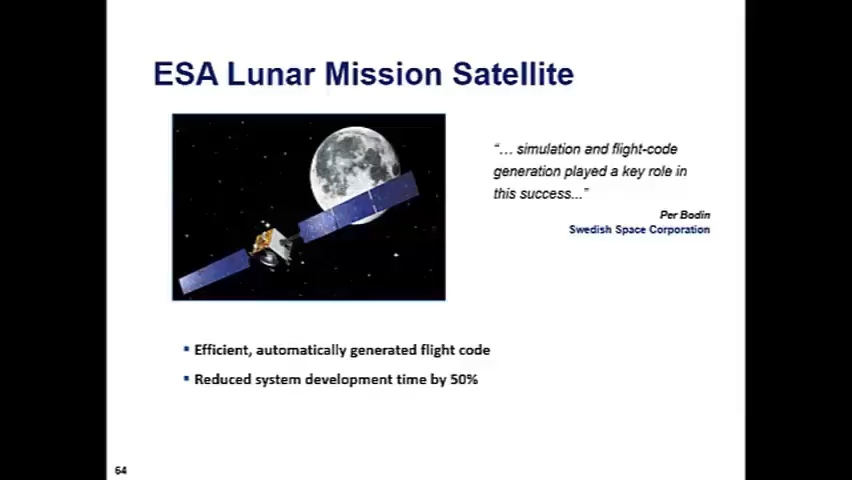 ESA Lunar Mission Satellite
“… simulation and flight-code
generation played a key role in
this success...”
Per Bodin
Swedish Space Corporation
▪ Efficient, automatically generated flight code
▪ Reduced system development time by 50%
64